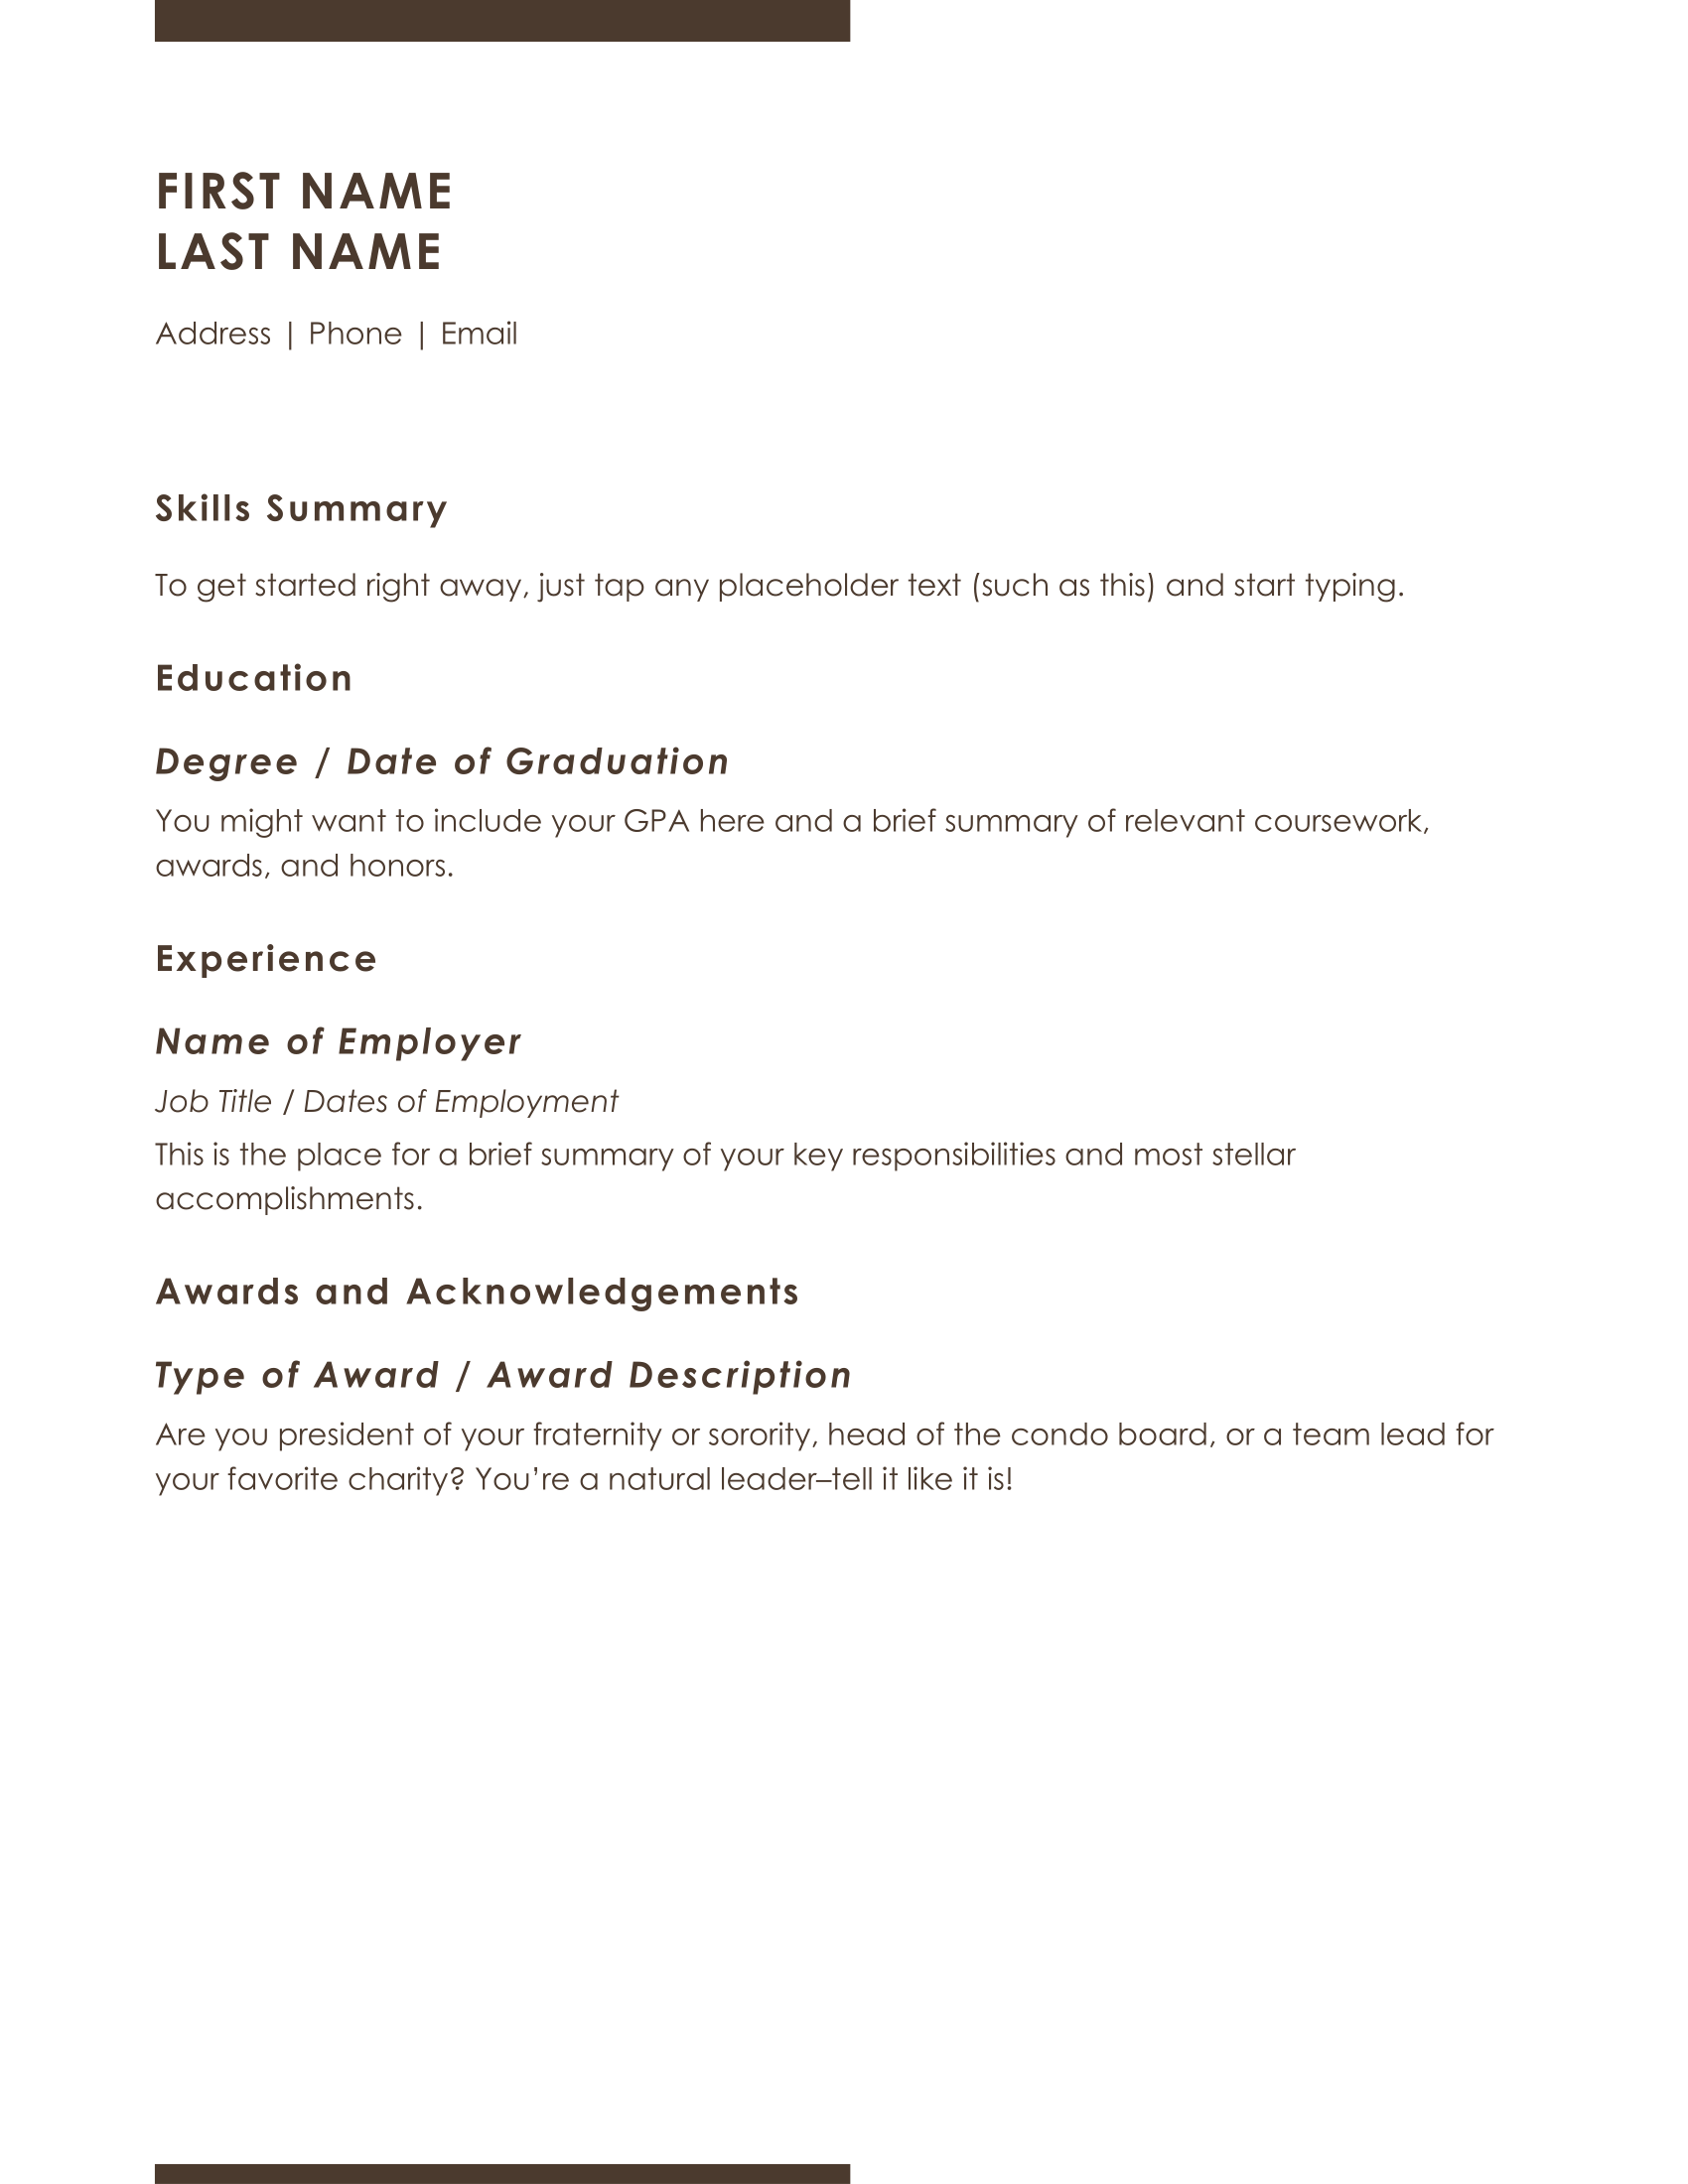 FIRST NAME
LAST NAME
Address | Phone | Email
Skills Summary
To get started right away, just tap any placeholder text (such as this) and start typing.
Education
Degree / Date of Graduation
You might want to include your GPA here and a brief summary of relevant coursework,
awards, and honors.
Experience
Name of Employer
Job Title / Dates of Employment
This is the place for a brief summary of your key responsibilities and most stellar
accomplishments.
Awards and Acknowledgements
Type of Award / Award Description
Are you president of your fraternity or sorority, head of the condo board, or a team lead for
your favorite charity? You’re a natural leader–tell it like it is!